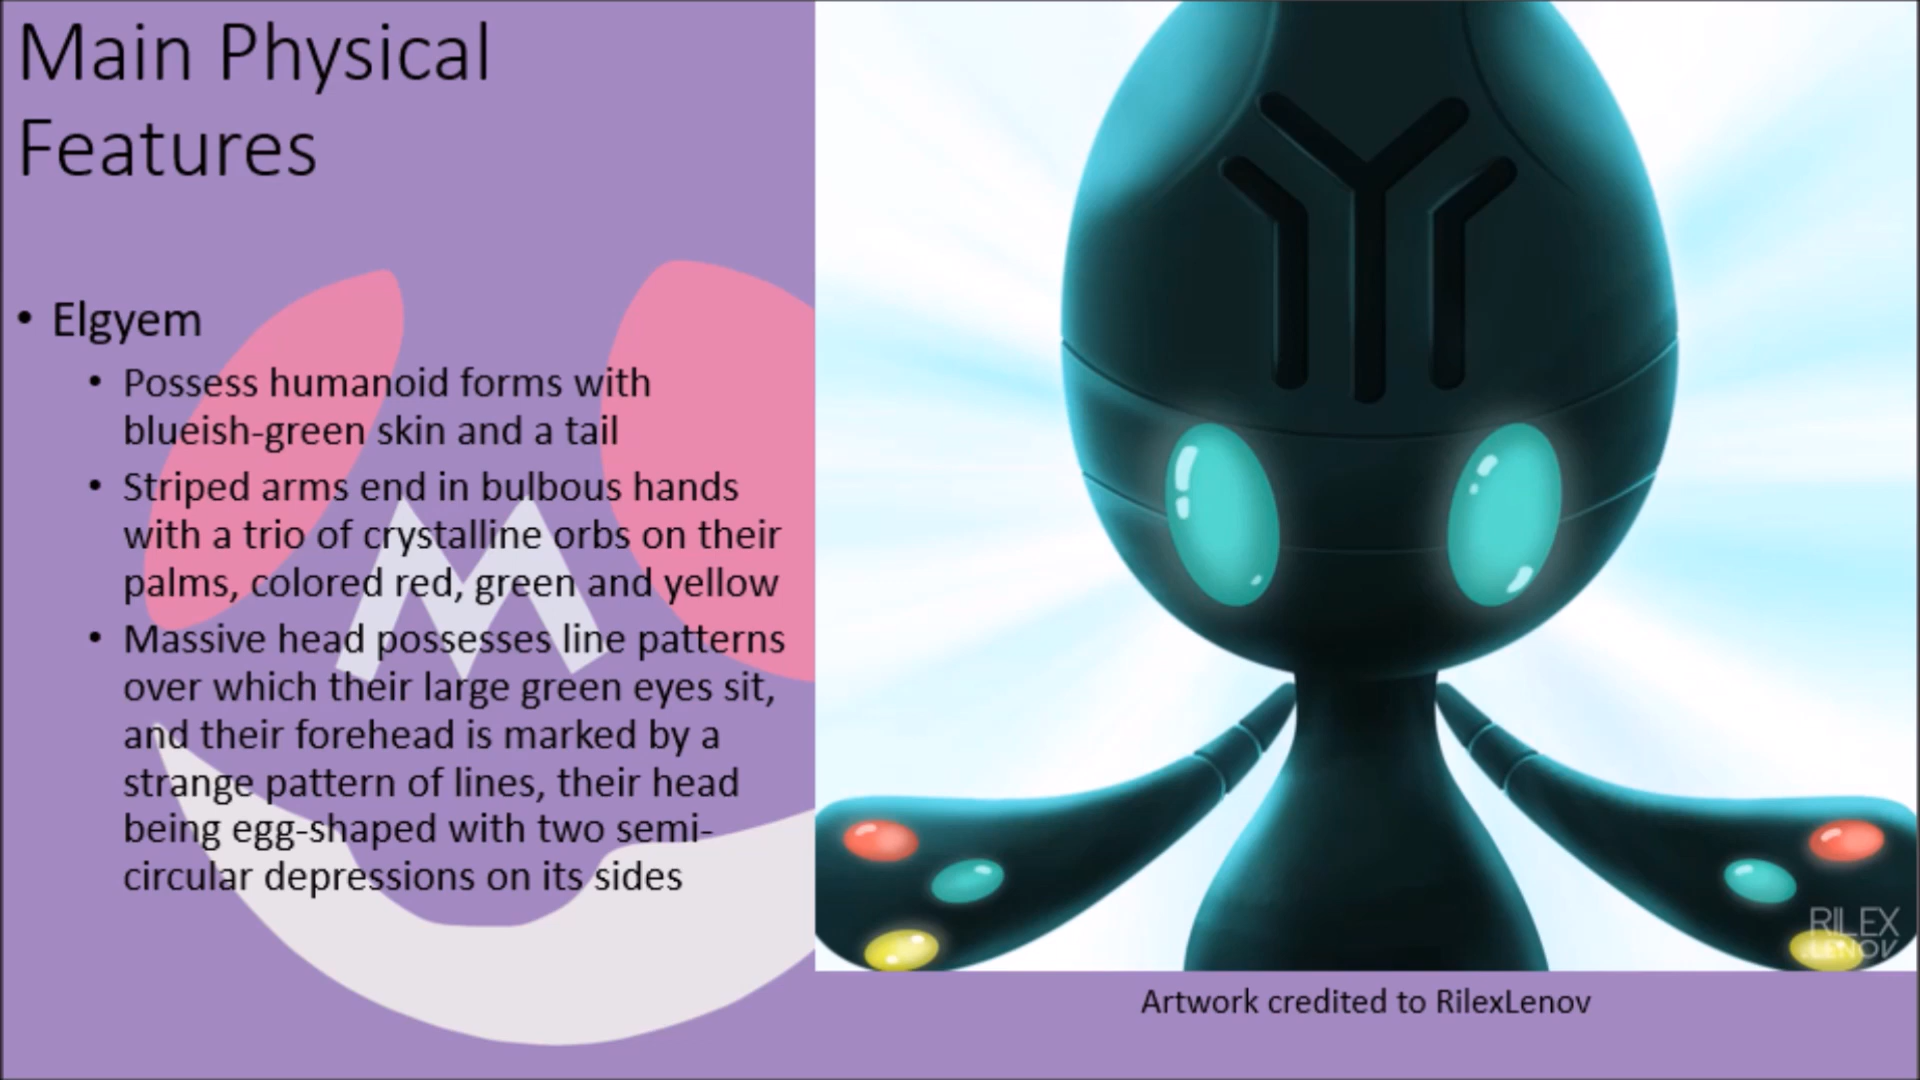 Main Physical
Features
• Elgyem
• Possess humanoid forms with
blueish-green skin and a tail
• Striped arms end in bulbous hands
with a trio of crystalline orbs on their
palms, colored red, green and yellow
• Massive head possesses line patterns
over which their large green eyes sit,
and their forehead is marked by a
strange pattern of lines, their head
being egg-shaped with two semi-
circular depressions on its sides
M
RILEX
LENOV
Artwork credited to RilexLenov